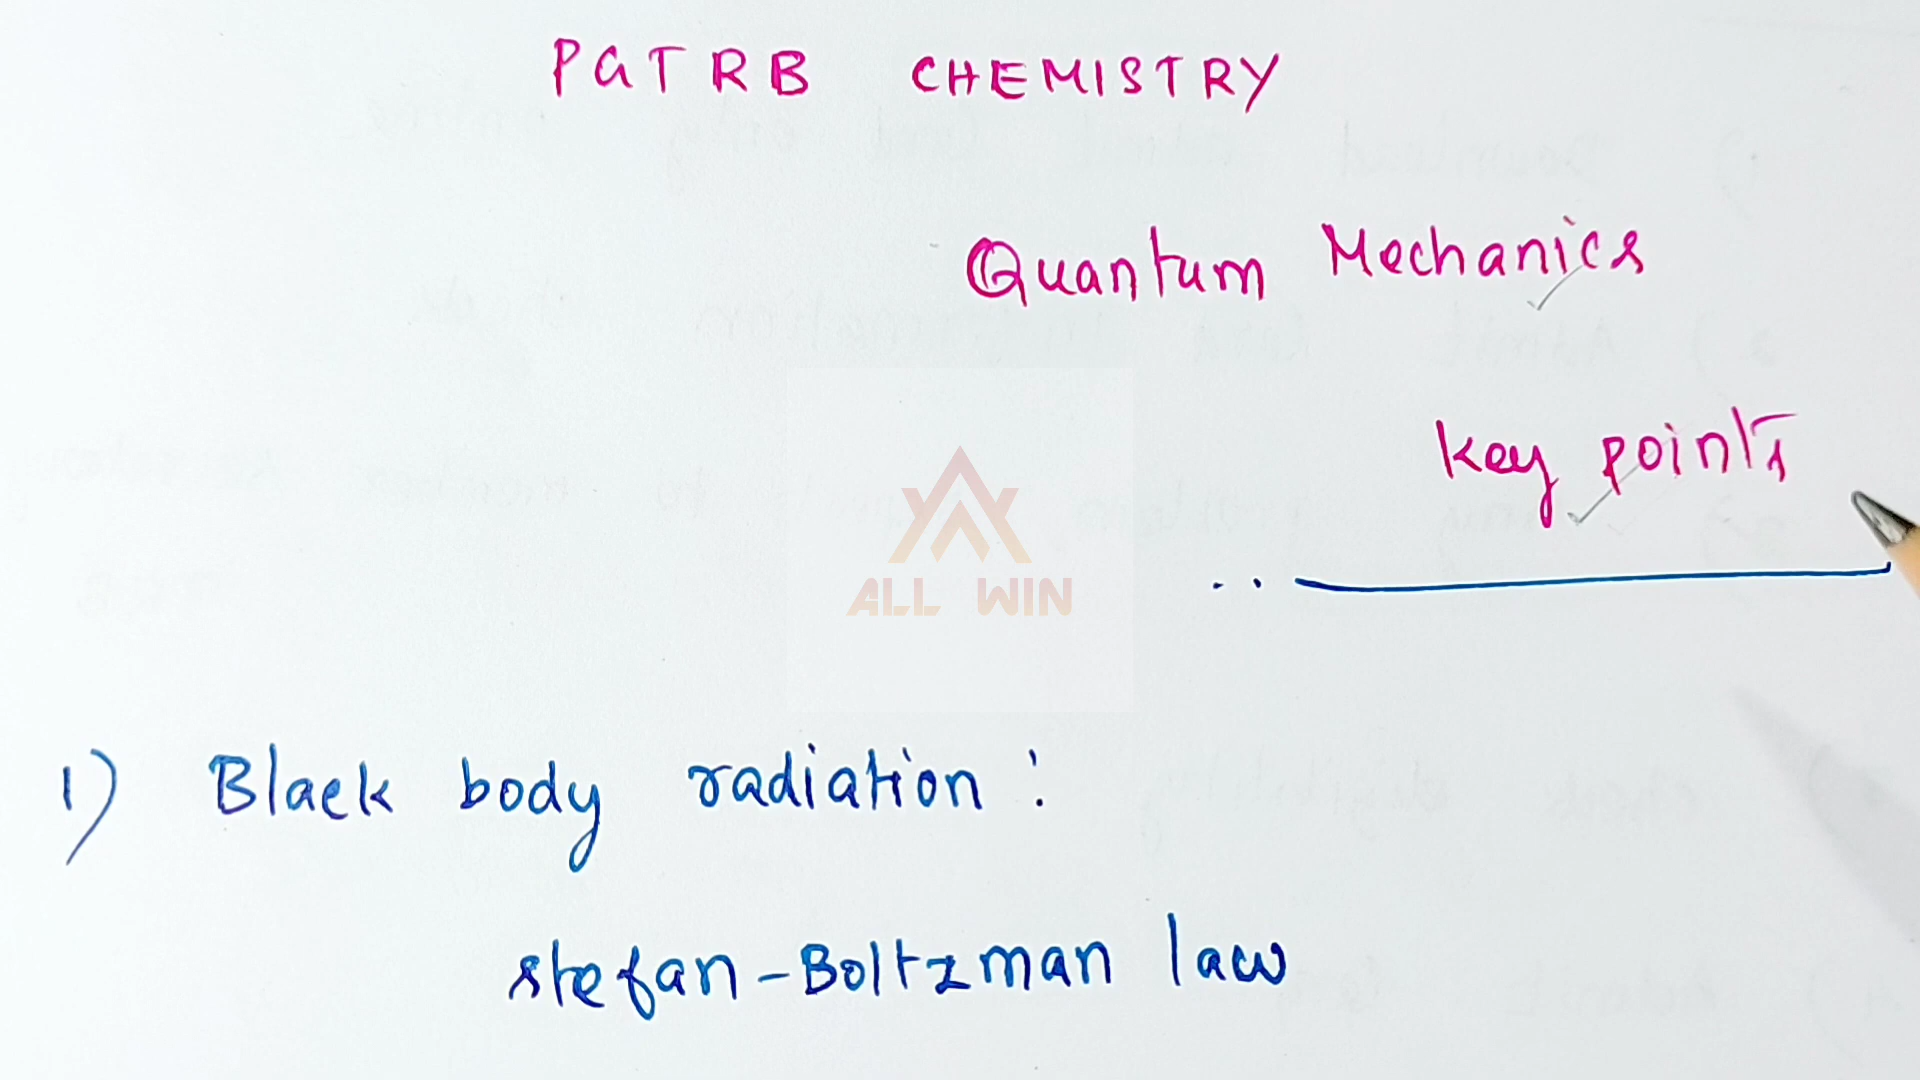 PGTRB CHEMISTRY
Quantum Mechanics
key points
ALL WIN
1) Black body radiation :
stefan-Boltzman law